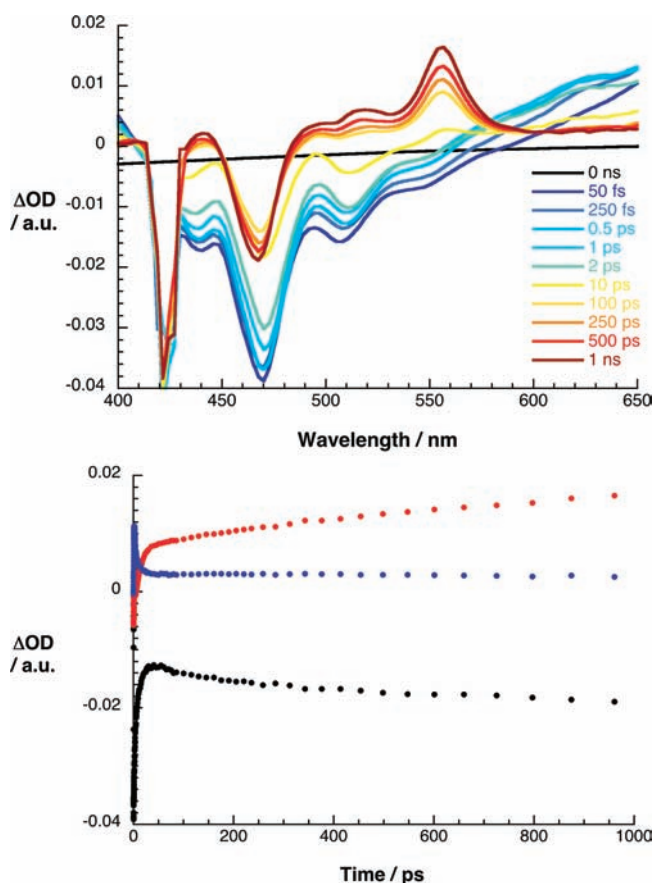 0.02
0.01
0
-0.01
-0.02
-0.03
-0.04
ΔOD
/ a.u.
0 ns
50 fs
250 fs
0.5 ps
1 ps
2 ps
10 ps
100 ps
250 ps
500 ps
1 ns
400 450 500 550 600 650
Wavelength / nm
0.02
0
-0.02
-0.04
ΔOD
/ a.u.
0 200 400 600 800 1000
Time / ps